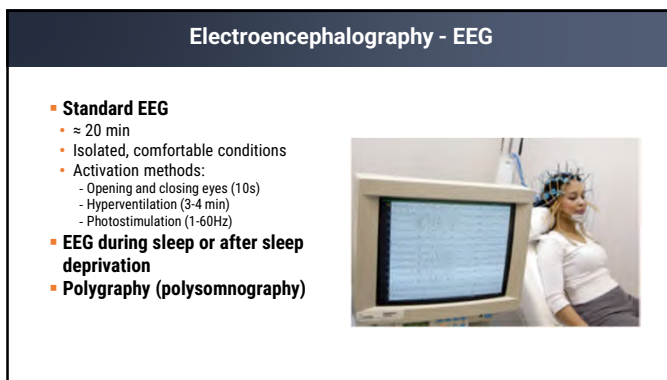 Electroencephalography - EEG
▪ Standard EEG
• ≈ 20 min
• Isolated, comfortable conditions
• Activation methods:
- Opening and closing eyes (10s)
- Hyperventilation (3-4 min)
- Photostimulation (1-60Hz)
▪ EEG during sleep or after sleep
deprivation
▪ Polygraphy (polysomnography)